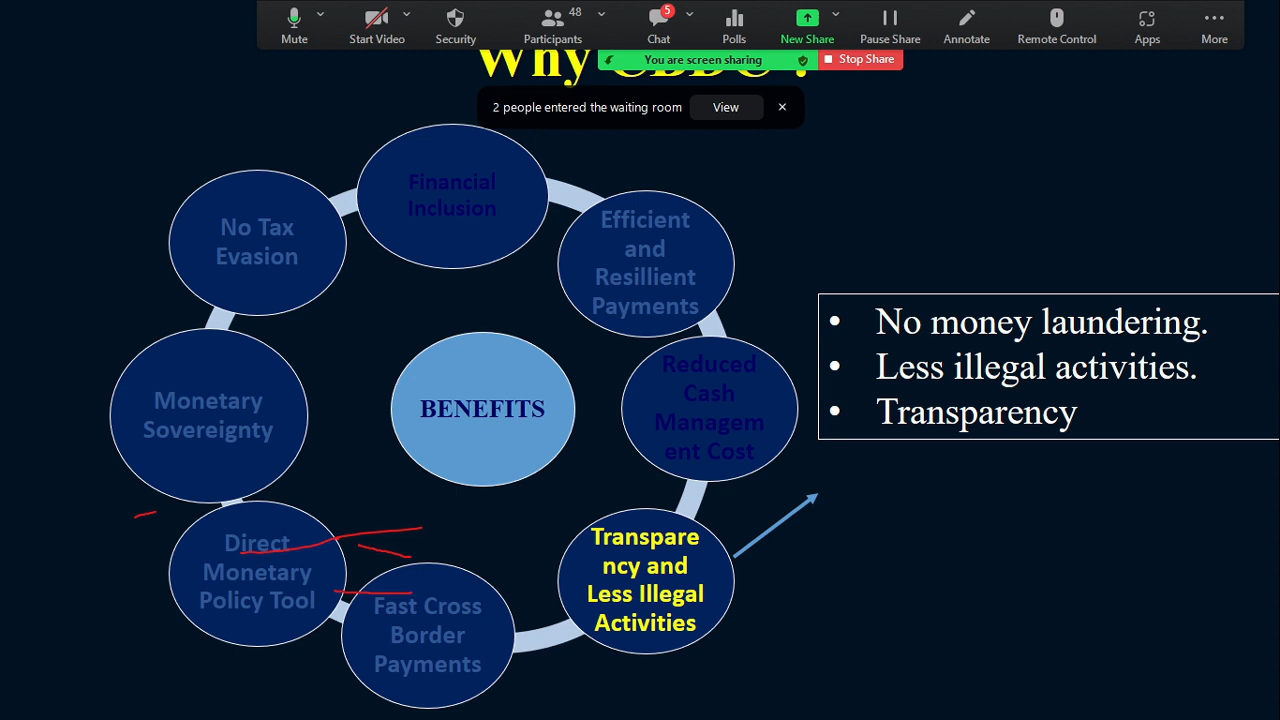 48
5
Mute
Start Video
Security
Participants
Chat
Polls
New Share
Pause Share
Annotate
Remote Control
Apps
More
Why
You are screen sharing
Stop Share
2 people entered the waiting room
View
Financial
Inclusion
Efficient
and
Resillient
Payments
Reduced
Cash
Managem
ent Cost
Transpare
ncy and
Less Illegal
Activities
Fast Cross
Border
Payments
Direct
Monetary
Policy Tool
Monetary
Sovereignty
No Tax
Evasion
BENEFITS
• No money laundering.
• Less illegal activities.
• Transparency